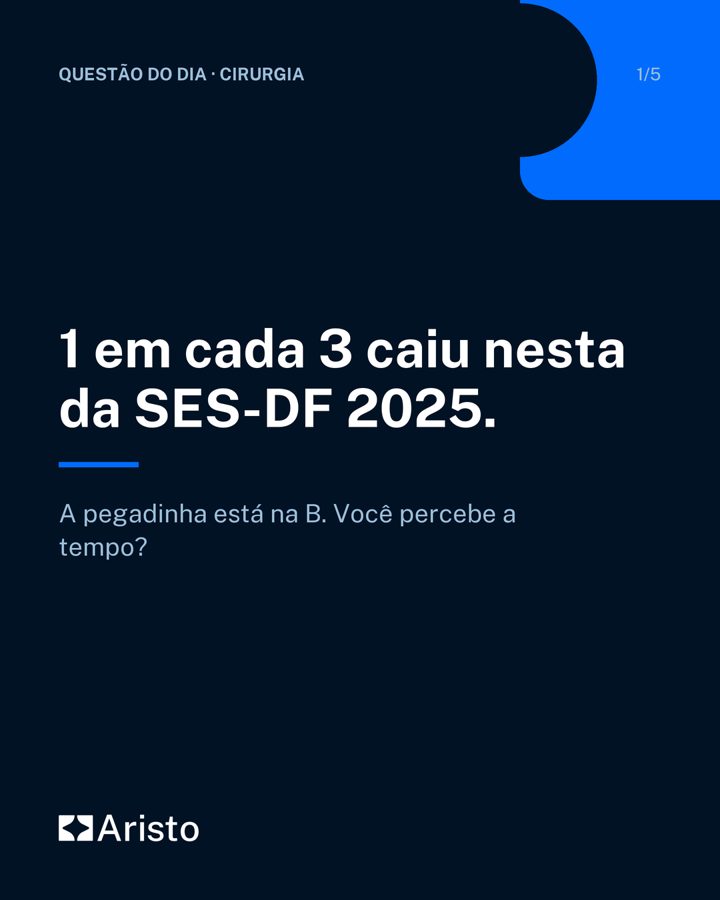 QUESTÃO DO DIA · CIRURGIA
1/5
1 em cada 3 caiu nesta
da SES-DF 2025.
A pegadinha está na B. Você percebe a
tempo?
Aristo